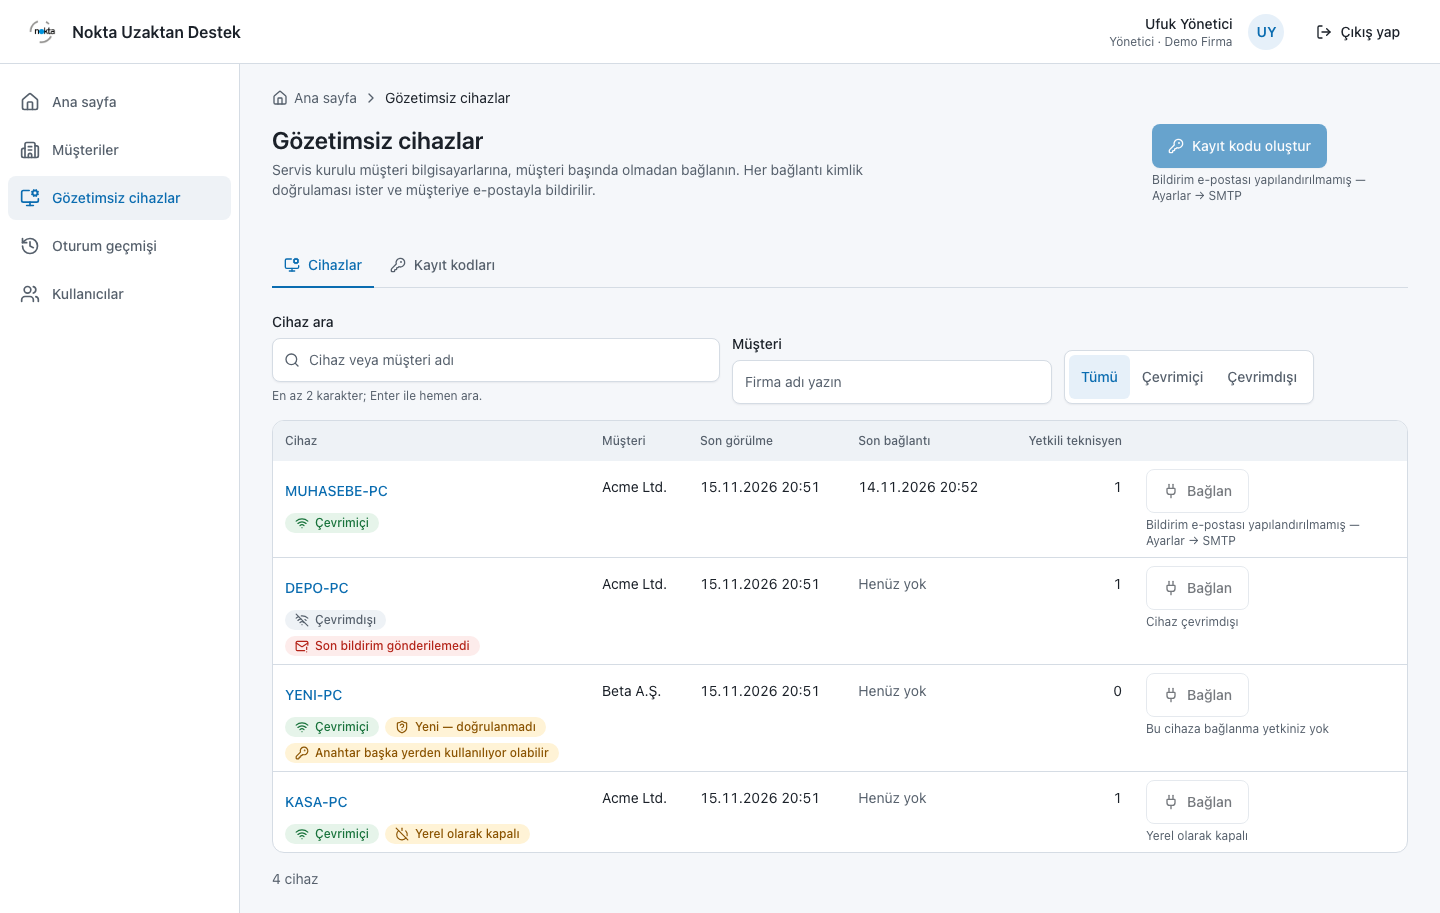 nokta
Nokta Uzaktan Destek
Ufuk Yönetici
Yönetici · Demo Firma
UY
Çıkış yap
Ana sayfa
Müşteriler
Gözetimsiz cihazlar
Oturum geçmişi
Kullanıcılar
Ana sayfa > Gözetimsiz cihazlar
Gözetimsiz cihazlar
Servis kurulu müşteri bilgisayarlarına, müşteri başında olmadan bağlanın. Her bağlantı kimlik
doğrulaması ister ve müşteriye e-postayla bildirilir.
Kayıt kodu oluştur
Bildirim e-postası yapılandırılmamış —
Ayarlar → SMTP
Cihazlar
Kayıt kodları
Cihaz ara
Cihaz veya müşteri adı
En az 2 karakter; Enter ile hemen ara.
Müşteri
Firma adı yazın
Tümü Çevrimiçi Çevrimdışı
Cihaz Müşteri Son görülme Son bağlantı Yetkili teknisyen
MUHASEBE-PC Acme Ltd. 15.11.2026 20:51 14.11.2026 20:52 1 Bağlan
Çevrimiçi
Bildirim e-postası yapılandırılmamış —
Ayarlar → SMTP
DEPO-PC Acme Ltd. 15.11.2026 20:51 Henüz yok 1 Bağlan
Çevrimdışı
Cihaz çevrimdışı
Son bildirim gönderilemedi
YENI-PC Beta A.Ş. 15.11.2026 20:51 Henüz yok 0 Bağlan
Çevrimiçi Yeni — doğrulanmadı
Bu cihaza bağlanma yetkiniz yok
Anahtar başka yerden kullanılıyor olabilir
KASA-PC Acme Ltd. 15.11.2026 20:51 Henüz yok 1 Bağlan
Çevrimiçi Yerel olarak kapalı
Yerel olarak kapalı
4 cihaz